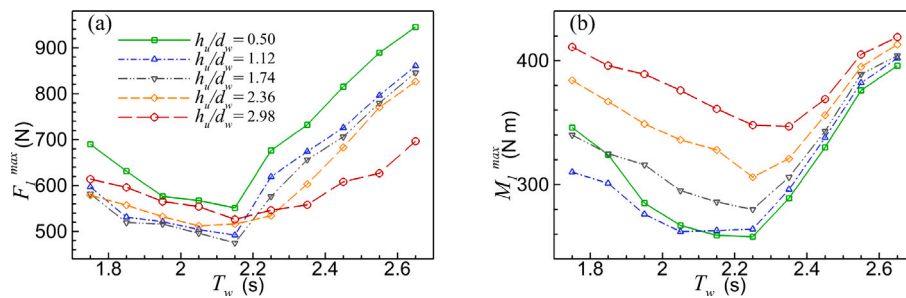 (a)
h_u/d_w = 0.50
h_u/d_w = 1.12
h_u/d_w = 1.74
h_u/d_w = 2.36
h_u/d_w = 2.98
900
800
700
600
500
F_l^max (N)
1.8 2 2.2 2.4 2.6
T_w (s)
(b)
400
300
M_l^max (N m)
1.8 2 2.2 2.4 2.6
T_w (s)